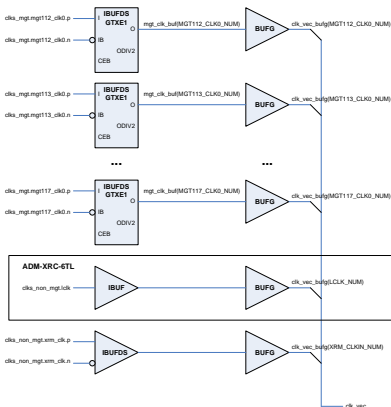 IBUFDS
GTXE1
clks_mgt.mgt112_clk0.p
I
O
mgt_clk_buf(MGT112_CLK0_NUM)
BUFG
clk_vec_bufg(MGT112_CLK0_NUM)
clks_mgt.mgt112_clk0.n
IB
ODIV2
CEB
IBUFDS
GTXE1
clks_mgt.mgt113_clk0.p
I
O
mgt_clk_buf(MGT113_CLK0_NUM)
BUFG
clk_vec_bufg(MGT113_CLK0_NUM)
clks_mgt.mgt113_clk0.n
IB
ODIV2
CEB
... ...
IBUFDS
GTXE1
clks_mgt.mgt117_clk0.p
I
O
mgt_clk_buf(MGT117_CLK0_NUM)
BUFG
clk_vec_bufg(MGT117_CLK0_NUM)
clks_mgt.mgt117_clk0.n
IB
ODIV2
CEB
ADM-XRC-6TL
clks_non_mgt.lclk
IBUF
BUFG
clk_vec_bufg(LCLK_NUM)
clks_non_mgt.xrm_clk.p
IBUFDS
BUFG
clk_vec_bufg(XRM_CLKIN_NUM)
clks_non_mgt.xrm_clk.n
clk_vec